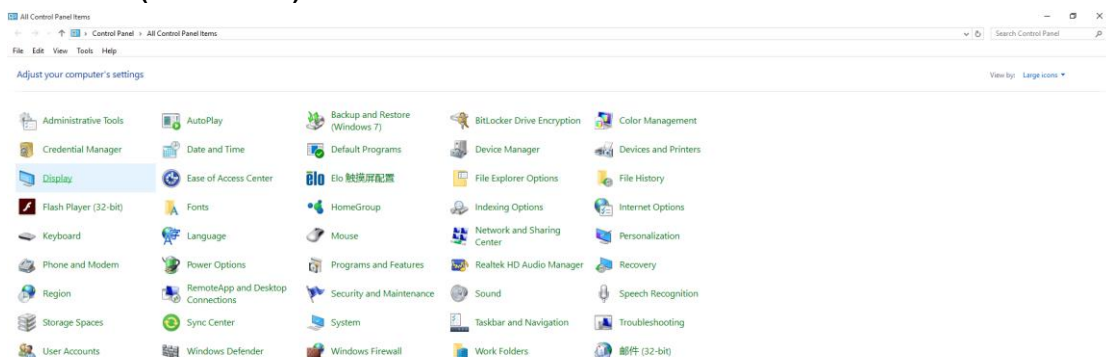 All Control Panel Items
Control Panel › All Control Panel Items
Search Control Panel
File Edit View Tools Help
Adjust your computer's settings
View by: Large icons
Administrative Tools
AutoPlay
Backup and Restore
(Windows 7)
BitLocker Drive Encryption
Color Management
Credential Manager
Date and Time
Default Programs
Device Manager
Devices and Printers
Display
Ease of Access Center
elo Elo 触摸屏配置
File Explorer Options
File History
Flash Player (32-bit)
Fonts
HomeGroup
Indexing Options
Internet Options
Keyboard
Language
Mouse
Network and Sharing
Center
Personalization
Phone and Modem
Power Options
Programs and Features
Realtek HD Audio Manager
Recovery
Region
RemoteApp and Desktop
Connections
Security and Maintenance
Sound
Speech Recognition
Storage Spaces
Sync Center
System
Taskbar and Navigation
Troubleshooting
User Accounts
Windows Defender
Windows Firewall
Work Folders
邮件 (32-bit)